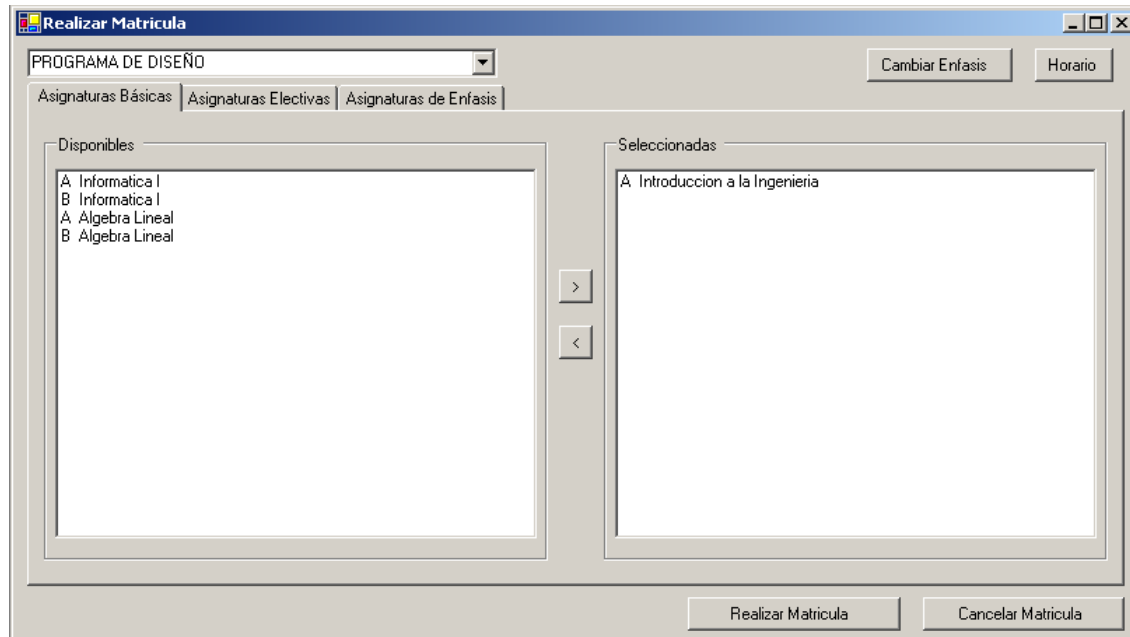 Realizar Matricula
PROGRAMA DE DISEÑO
Cambiar Enfasis
Horario
Asignaturas Básicas
Asignaturas Electivas
Asignaturas de Enfasis
Disponibles
A Informatica I
B Informatica I
A Algebra Lineal
B Algebra Lineal
>
<
Seleccionadas
A Introduccion a la Ingenieria
Realizar Matricula
Cancelar Matricula